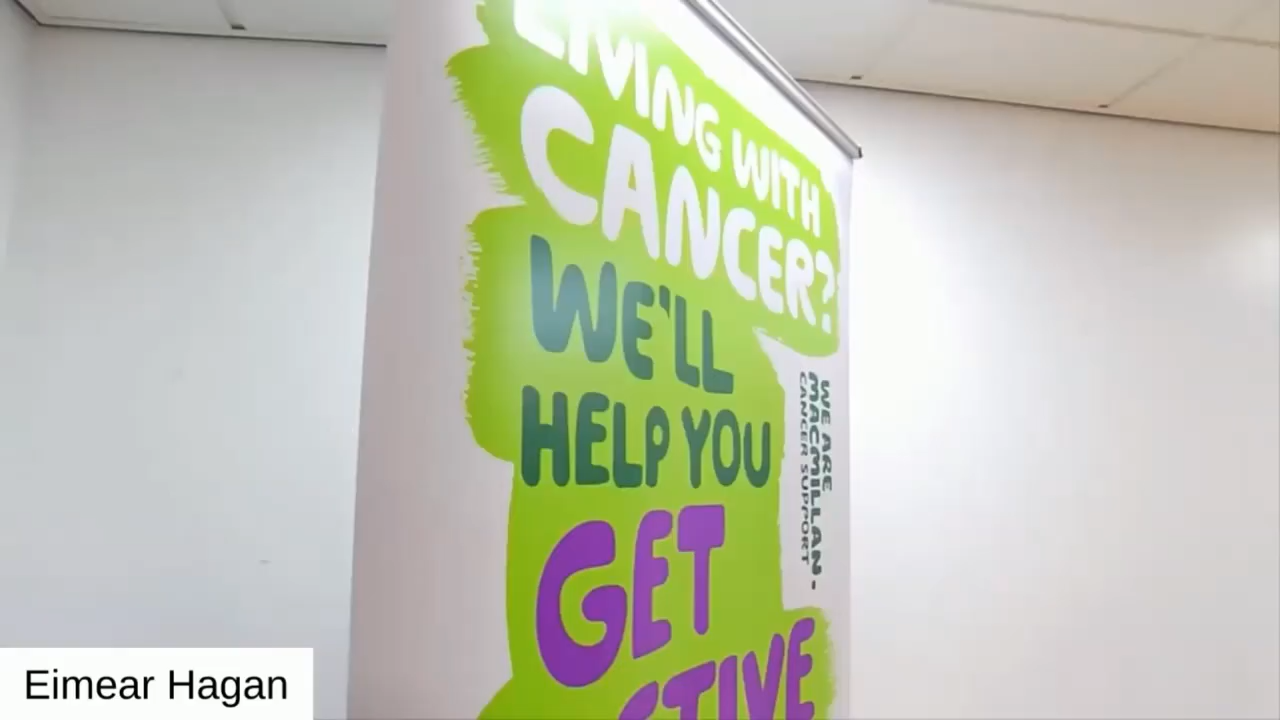 LIVING WITH
CANCER?
WE'LL
HELP YOU
GET
ACTIVE
WE ARE
MACMILLAN.
CANCER SUPPORT
Eimear Hagan